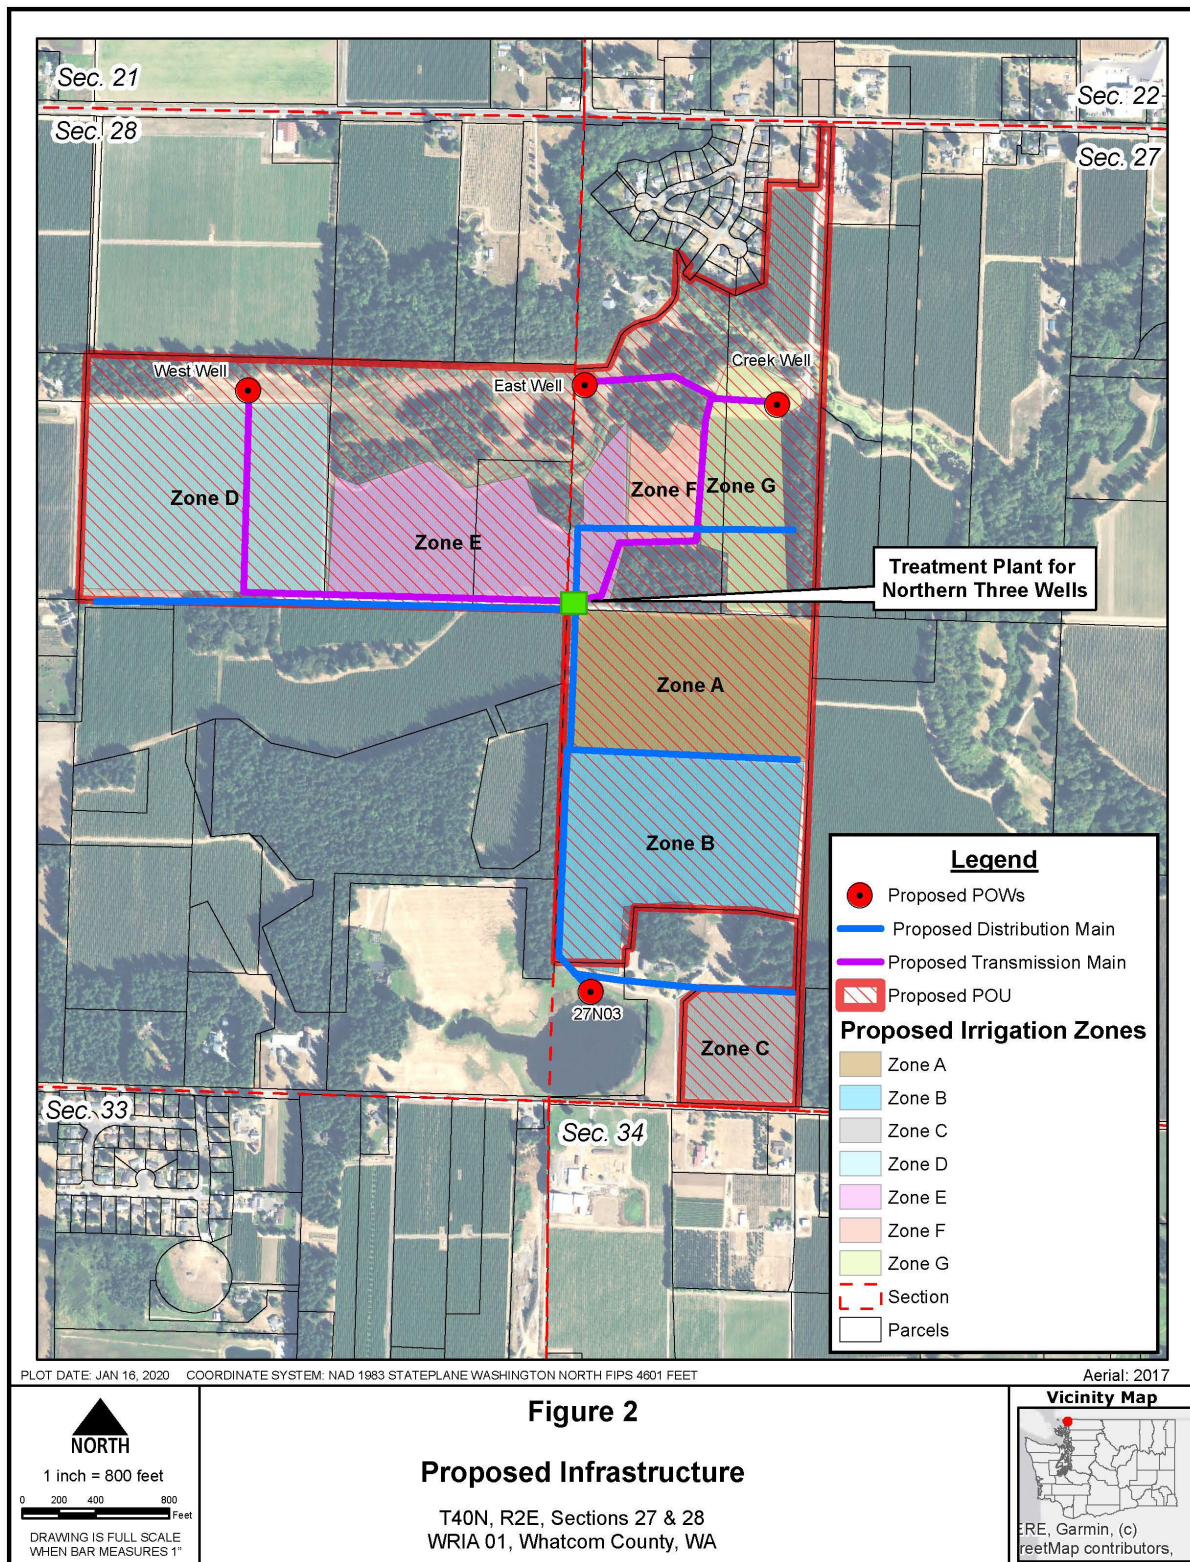 Sec. 21
Sec. 22
Sec. 28
Sec. 27
West Well
East Well
Creek Well
Zone D
Zone E
Zone F
Zone G
Treatment Plant for
Northern Three Wells
Zone A
Zone B
27N03
Zone C
Sec. 33
Sec. 34
Legend
Proposed POWs
Proposed Distribution Main
Proposed Transmission Main
Proposed POU
Proposed Irrigation Zones
Zone A
Zone B
Zone C
Zone D
Zone E
Zone F
Zone G
Section
Parcels
PLOT DATE: JAN 16, 2020 COORDINATE SYSTEM: NAD 1983 STATEPLANE WASHINGTON NORTH FIPS 4601 FEET
Aerial: 2017
NORTH
1 inch = 800 feet
0 200 400 800
Feet
DRAWING IS FULL SCALE
WHEN BAR MEASURES 1"
Figure 2
Proposed Infrastructure
T40N, R2E, Sections 27 & 28
WRIA 01, Whatcom County, WA
Vicinity Map
ERE, Garmin, (c)
reetMap contributors,